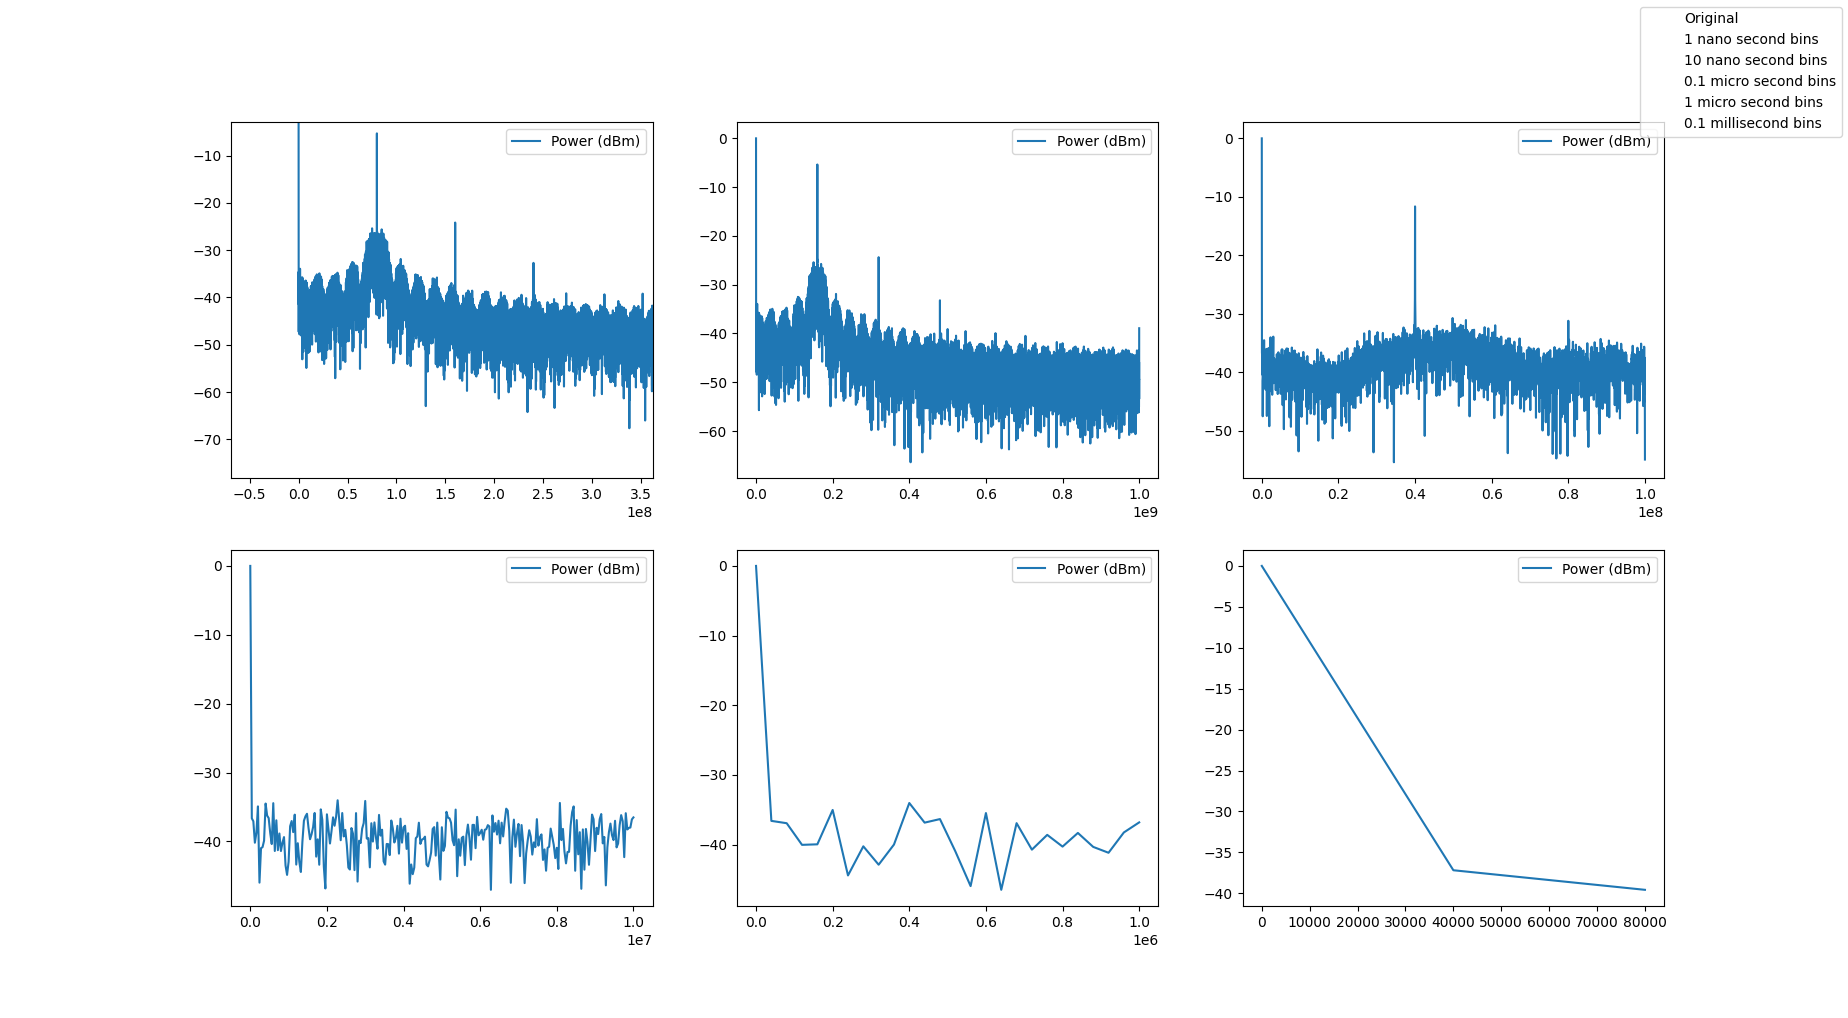 Original
1 nano second bins
10 nano second bins
0.1 micro second bins
1 micro second bins
0.1 millisecond bins
Power (dBm)
−10
−20
−30
−40
−50
−60
−70
−0.5 0.0 0.5 1.0 1.5 2.0 2.5 3.0 3.5
1e8
Power (dBm)
0
−10
−20
−30
−40
−50
−60
0.0 0.2 0.4 0.6 0.8 1.0
1e9
Power (dBm)
0
−10
−20
−30
−40
−50
0.0 0.2 0.4 0.6 0.8 1.0
1e8
Power (dBm)
0
−10
−20
−30
−40
0.0 0.2 0.4 0.6 0.8 1.0
1e7
Power (dBm)
0
−10
−20
−30
−40
0.0 0.2 0.4 0.6 0.8 1.0
1e6
Power (dBm)
0
−5
−10
−15
−20
−25
−30
−35
−40
0 10000 20000 30000 40000 50000 60000 70000 80000